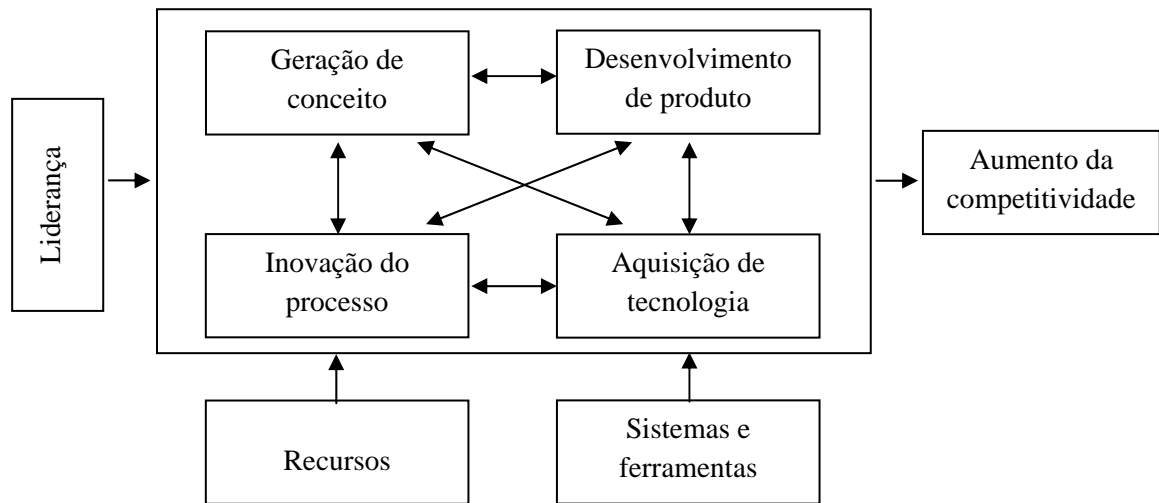 Geração de
conceito
Desenvolvimento
de produto
Liderança
Aumento da
competitividade
Inovação do
processo
Aquisição de
tecnologia
Recursos
Sistemas e
ferramentas